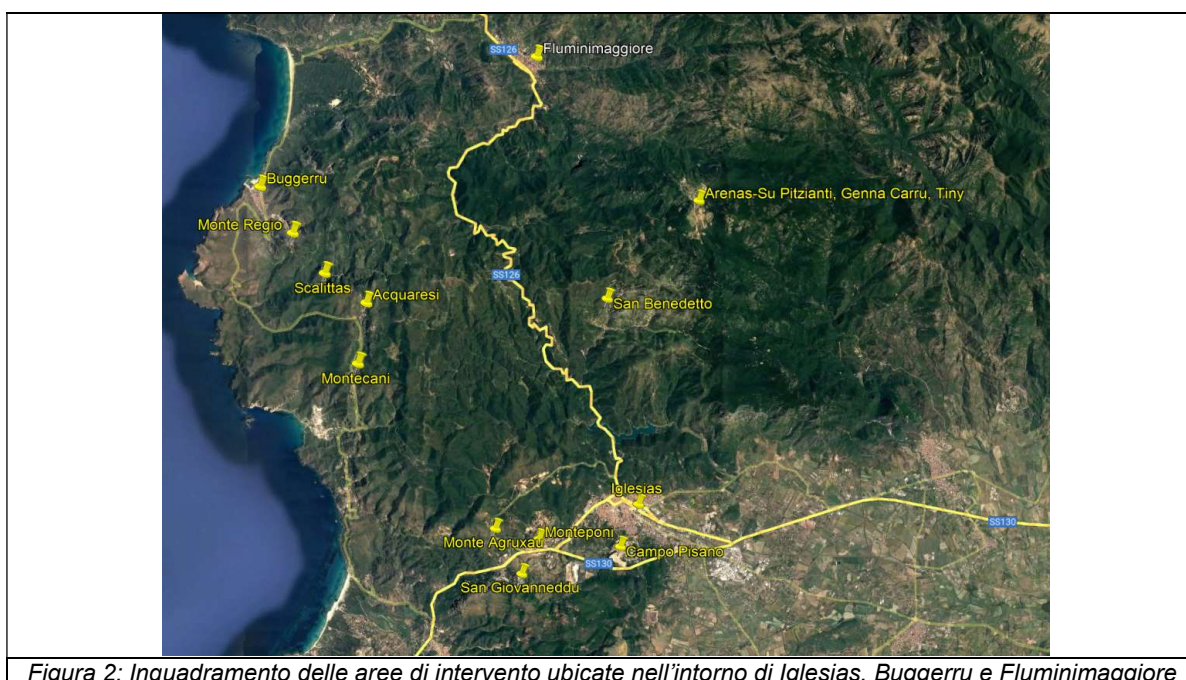 SS126
Fluminimaggiore
Buggerru
Arenas-Su Pitzianti, Genna Carru, Tiny
Monte Regio
SS126
Scalittas
Acquaresi
San Benedetto
Montecani
Iglesias
SS130
Monte Agruxau
Monteponi
Campo Pisano
SS130
San Giovanneddu
Figura 2: Inquadramento delle aree di intervento ubicate nell'intorno di Iglesias, Buggerru e Fluminimaggiore